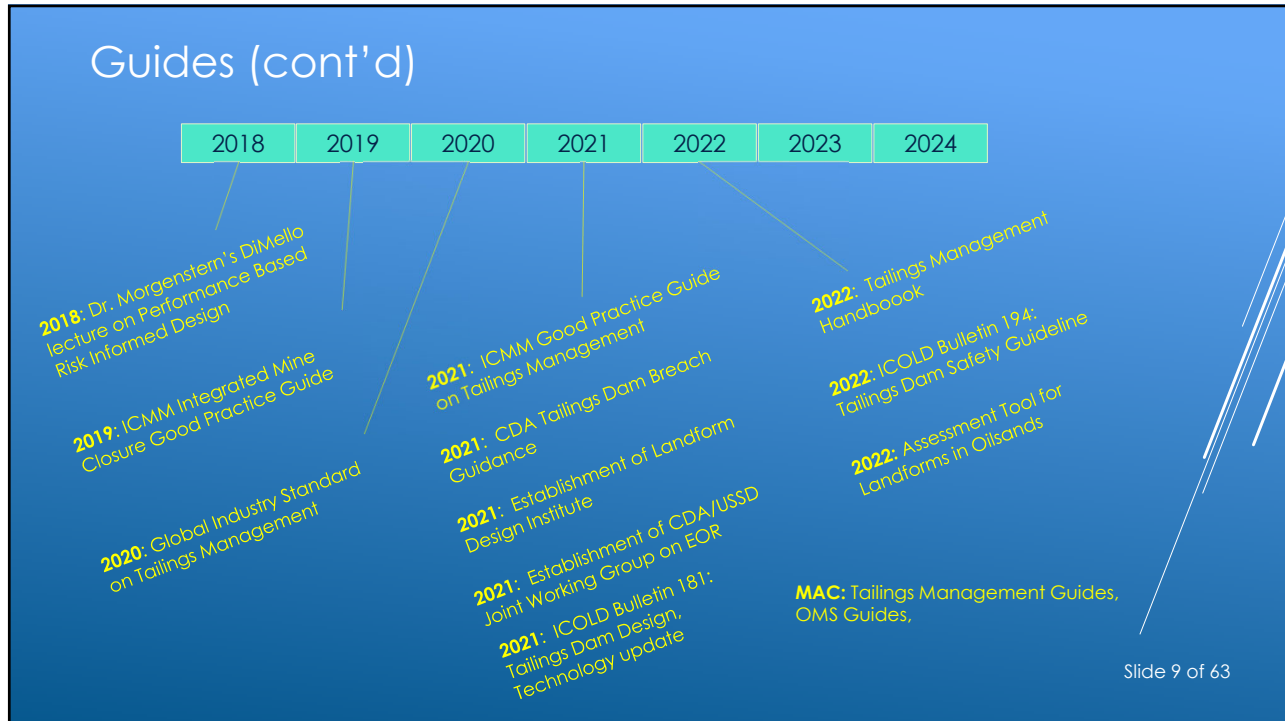 Guides (cont’d)
2018
2019
2020
2021
2022
2023
2024
2018: Dr. Morgenstern’s DiMello
lecture on Performance Based
Risk Informed Design
2019: ICMM Integrated Mine
Closure Good Practice Guide
2020: Global Industry Standard
on Tailings Management
2021:  ICMM Good Practice Guide
on Tailings Management
2021:  CDA Tailings Dam Breach
Guidance
2021:  Establishment of Landform
Design Institute
2021:  Establishment of CDA/USSD
Joint Working Group on EOR
2021:  ICOLD Bulletin 181:
Tailings Dam Design,
Technology update
2022:  Tailings Management
Handboook
2022: ICOLD Bulletin 194:
Tailings Dam Safety Guideline
2022: Assessment Tool for
Landforms in Oilsands
MAC: Tailings Management Guides,
OMS Guides,
Slide 9 of 63